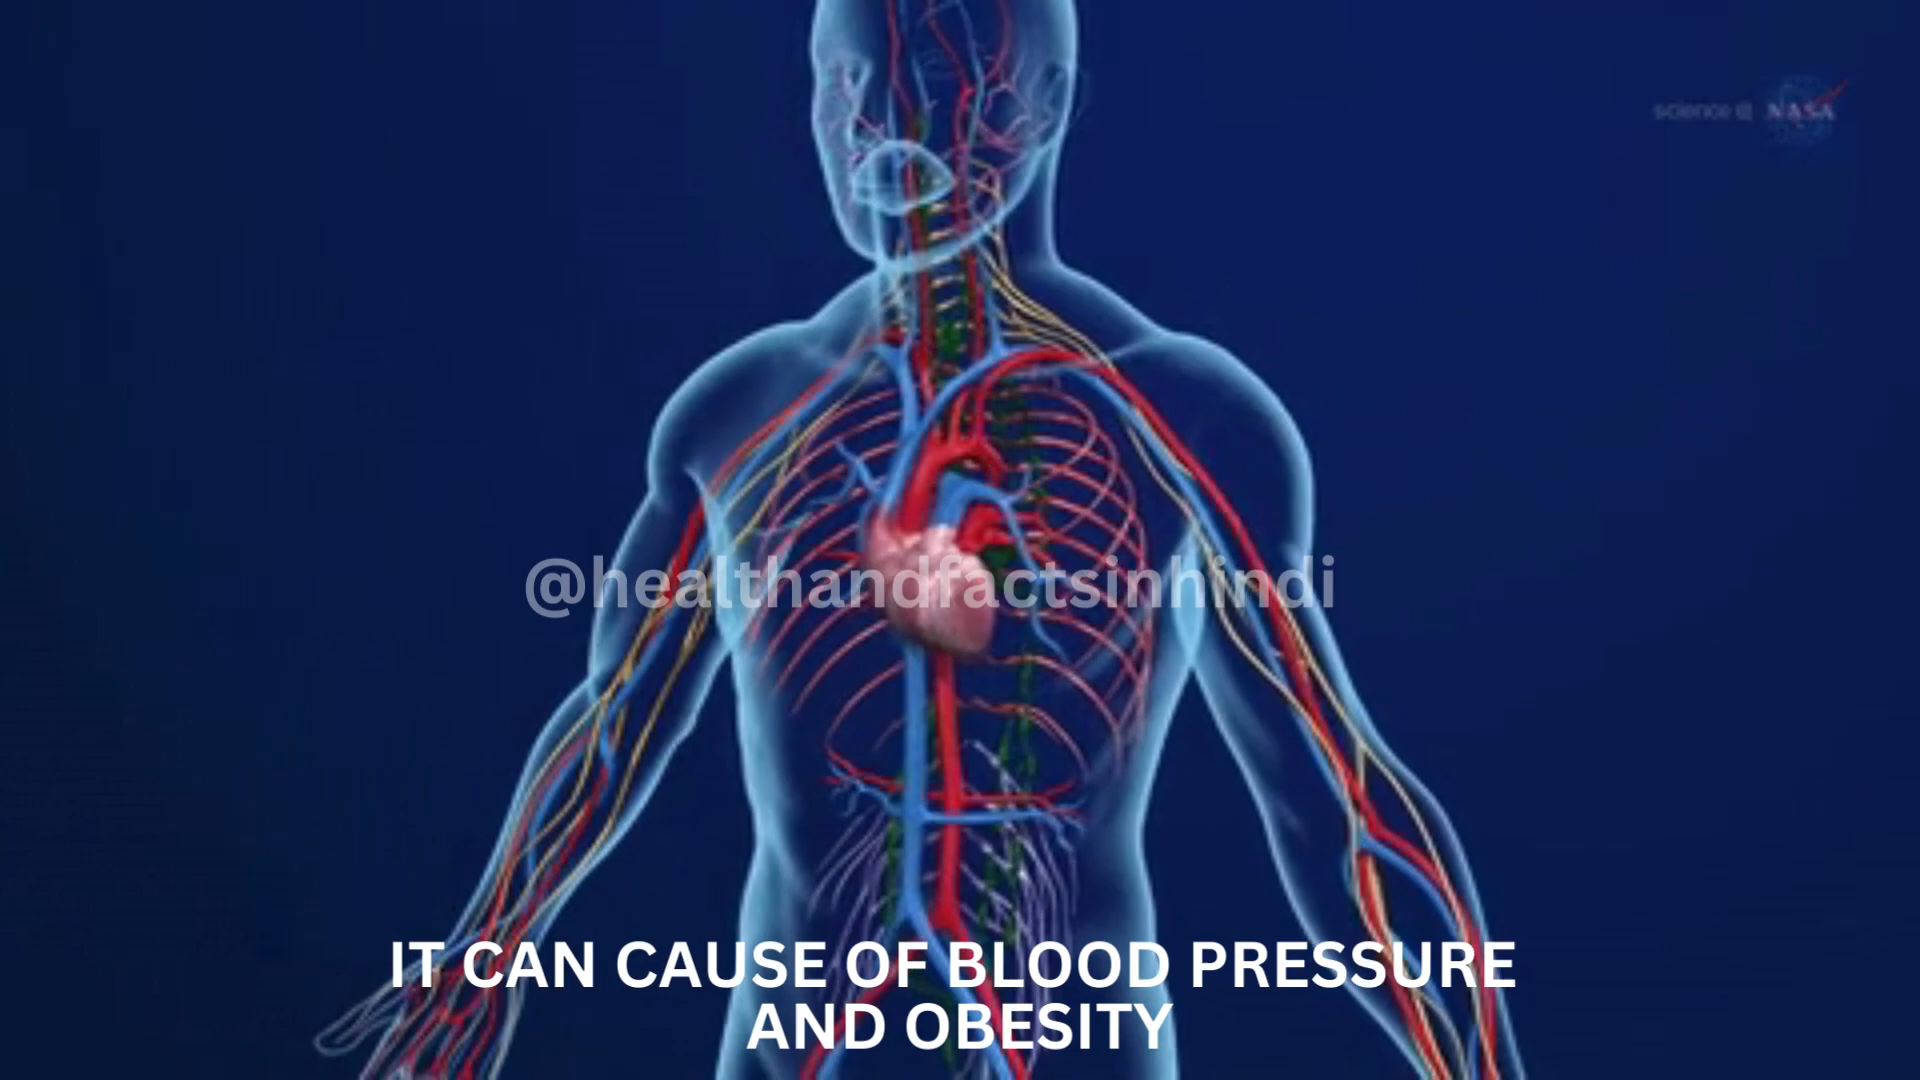 science @ NASA
@healthandfactsinhindi
IT CAN CAUSE OF BLOOD PRESSURE
AND OBESITY